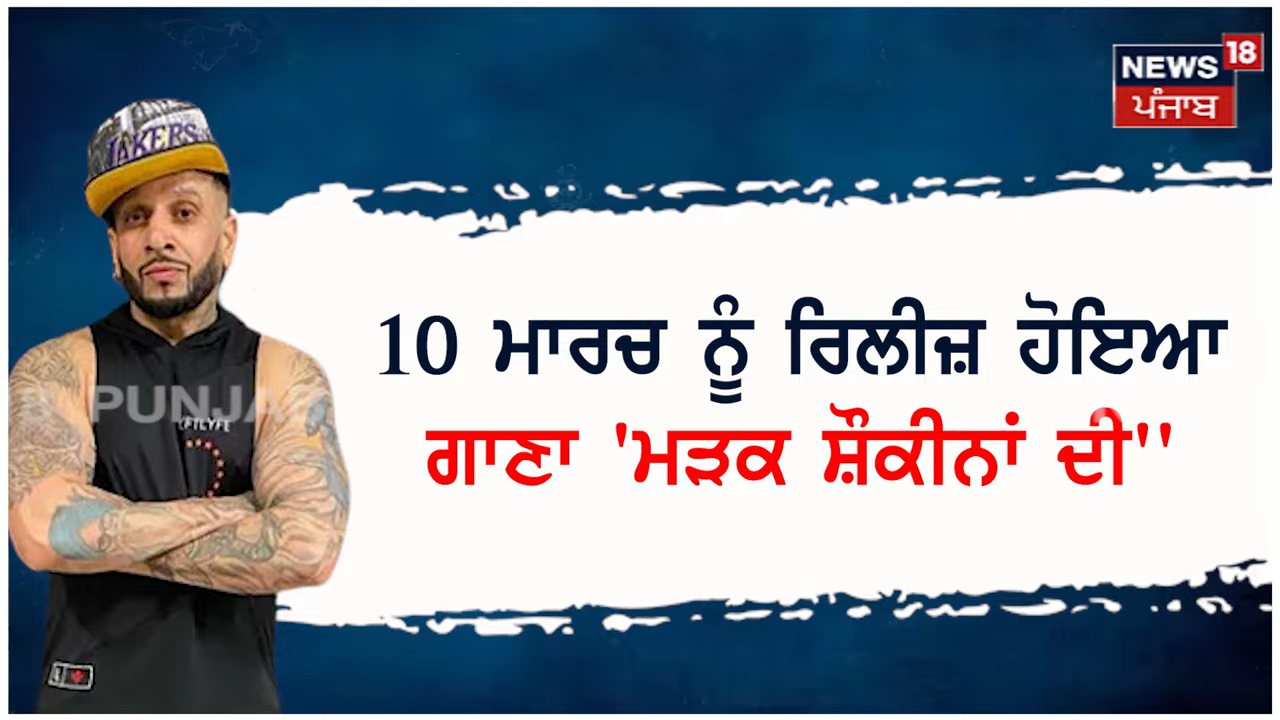 NEWS 18
ਪੰਜਾਬ
LAKERS
10 ਮਾਰਚ ਨੂੰ ਰਿਲੀਜ਼ ਹੋਇਆ
PUNJA
ਗਾਣਾ 'ਮੜਕ ਸ਼ੌਕੀਨਾਂ ਦੀ''